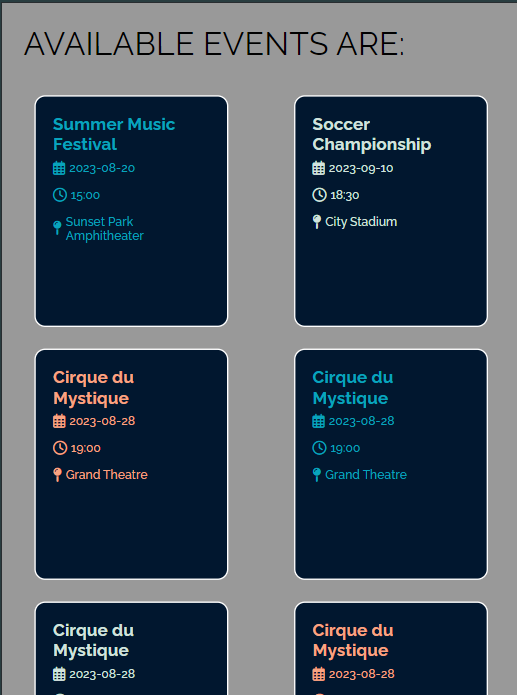 AVAILABLE EVENTS ARE:
Summer Music
Festival
2023-08-20
15:00
Sunset Park
Amphitheater
Soccer
Championship
2023-09-10
18:30
City Stadium
Cirque du
Mystique
2023-08-28
19:00
Grand Theatre
Cirque du
Mystique
2023-08-28
19:00
Grand Theatre
Cirque du
Mystique
2023-08-28
Cirque du
Mystique
2023-08-28